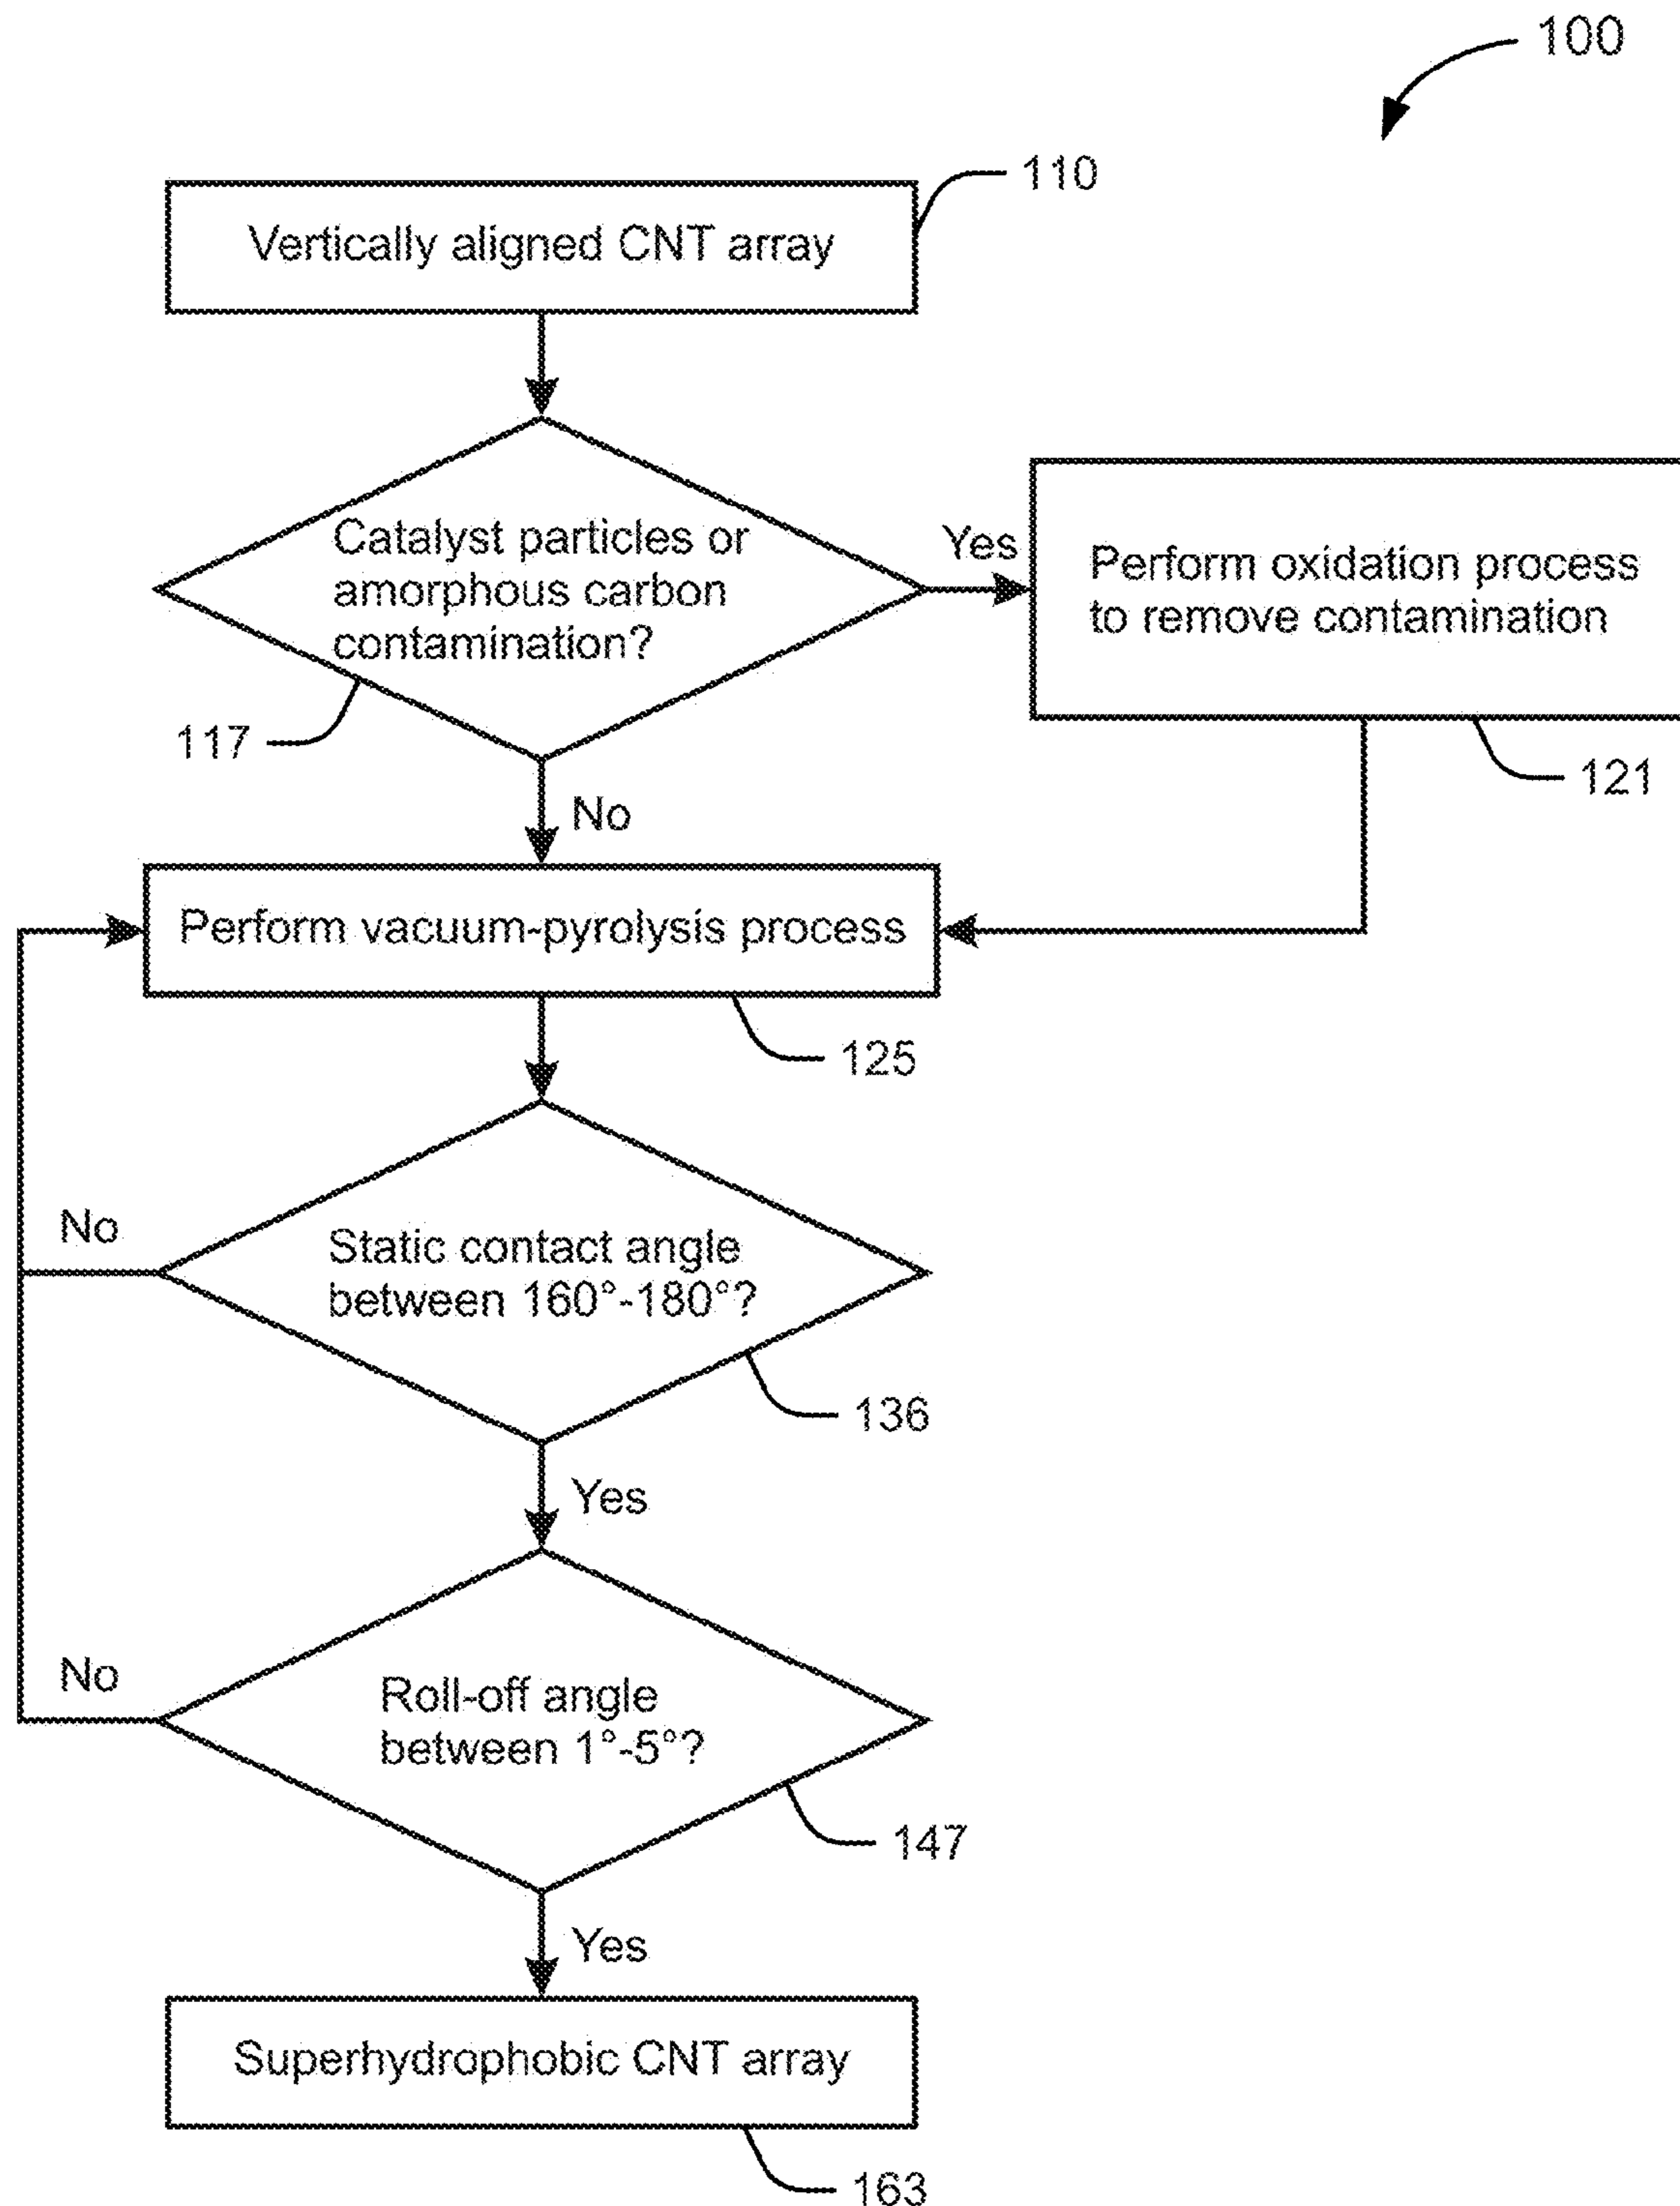 100
110
Vertically aligned CNT array
Catalyst particles or
amorphous carbon
contamination?
Yes
Perform oxidation process
to remove contamination
117
121
No
Perform vacuum-pyrolysis process
125
No
Static contact angle
between 160°-180°?
136
Yes
No
Roll-off angle
between 1°-5°?
147
Yes
Superhydrophobic CNT array
163